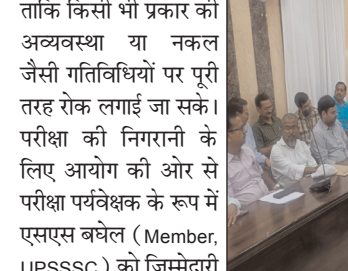 ताकि किसी भी प्रकार की
अव्यवस्था या नकल
जैसी गतिविधियों पर पूरी
तरह रोक लगाई जा सके।
परीक्षा की निगरानी के
लिए आयोग की ओर से
परीक्षा पर्यवेक्षक के रूप में
एसएस बघेल (Member,
UPSSSC) को जिम्मेदारी